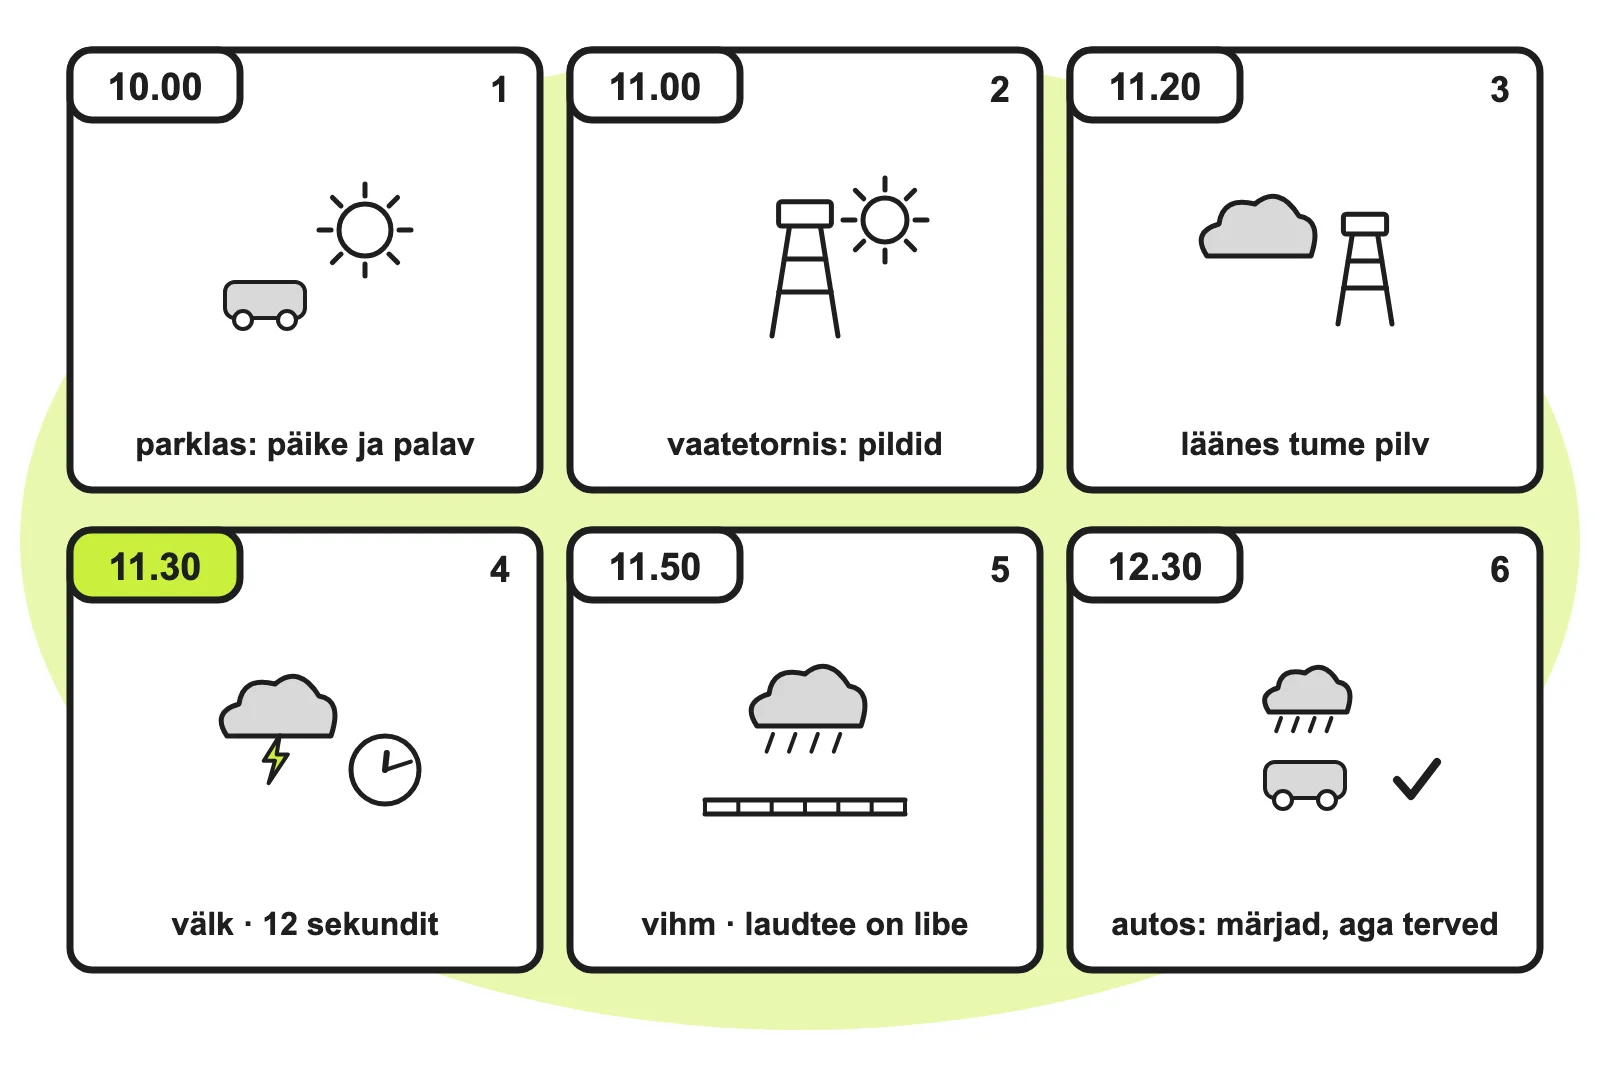 10.00
1
parklas: päike ja palav
11.00
2
vaatetornis: pildid
11.20
3
läänes tume pilv
11.30
4
välk · 12 sekundit
11.50
5
vihm · laudtee on libe
12.30
6
autos: märjad, aga terved